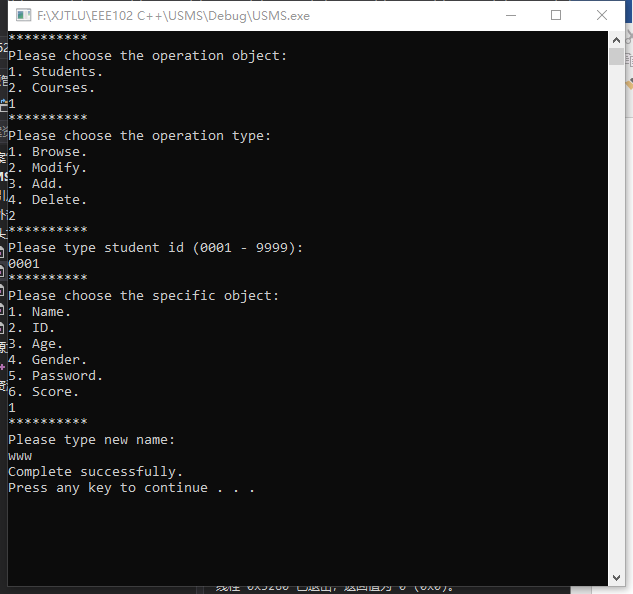 F:\XJTLU\EEE102 C++\USMS\Debug\USMS.exe
**********
Please choose the operation object:
1. Students.
2. Courses.
1
**********
Please choose the operation type:
1. Browse.
2. Modify.
3. Add.
4. Delete.
2
**********
Please type student id (0001 - 9999):
0001
**********
Please choose the specific object:
1. Name.
2. ID.
3. Age.
4. Gender.
5. Password.
6. Score.
1
**********
Please type new name:
www
Complete successfully.
Press any key to continue . . .
线程 0x5280 已退出，返回值为 0 (0x0)。